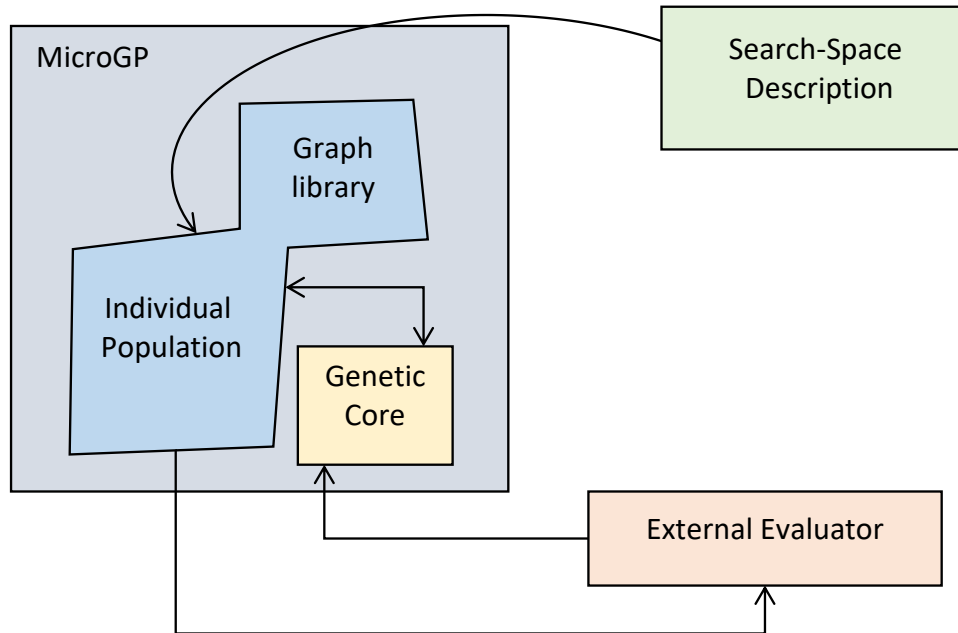 MicroGP
Search-Space
Description
Graph
library
Individual
Population
Genetic
Core
External Evaluator